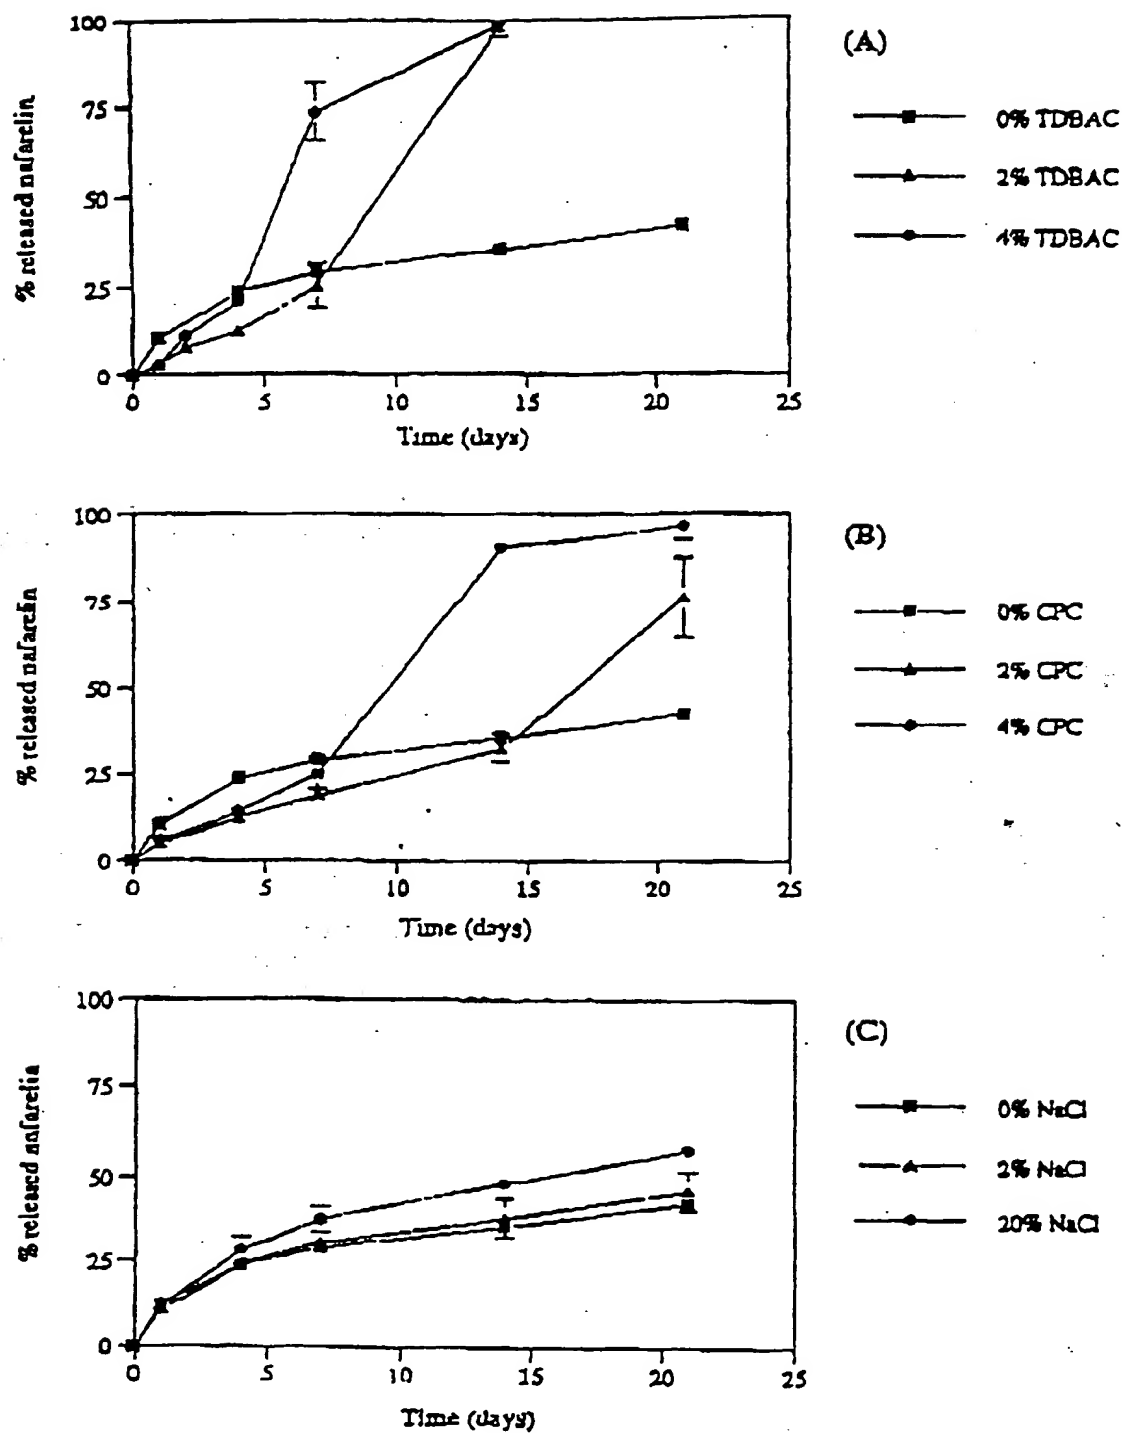 (A)
100
75
50
25
0
% released nafarelin
0 5 10 15 20 25
Time (days)
0% TDBAC
2% TDBAC
4% TDBAC
(B)
100
75
50
25
0
% released nafarelin
0 5 10 15 20 25
Time (days)
0% CPC
2% CPC
4% CPC
(C)
100
75
50
25
0
% released nafarelin
0 5 10 15 20 25
Time (days)
0% NaCl
2% NaCl
20% NaCl